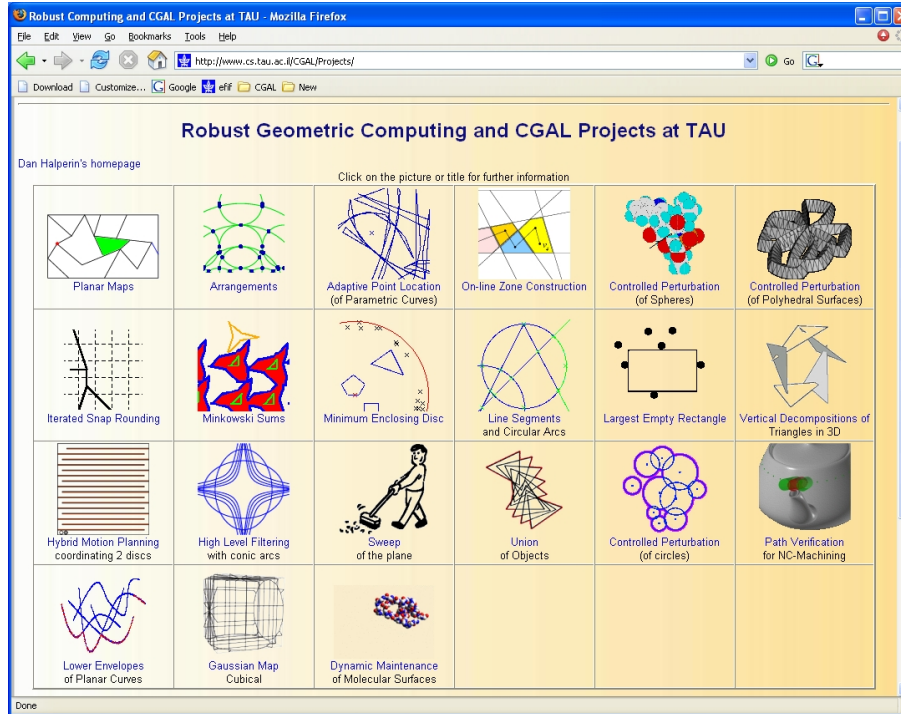 Robust Computing and CGAL Projects at TAU - Mozilla Firefox
File Edit View Go Bookmarks Tools Help
http://www.cs.tau.ac.il/CGAL/Projects/ Go
Download Customize... Google efif CGAL New
Robust Geometric Computing and CGAL Projects at TAU
Dan Halperin's homepage
Click on the picture or title for further information
Planar Maps
Arrangements
Adaptive Point Location
(of Parametric Curves)
On-line Zone Construction
Controlled Perturbation
(of Spheres)
Controlled Perturbation
(of Polyhedral Surfaces)
Iterated Snap Rounding
Minkowski Sums
Minimum Enclosing Disc
Line Segments
and Circular Arcs
Largest Empty Rectangle
Vertical Decompositions of
Triangles in 3D
Hybrid Motion Planning
coordinating 2 discs
High Level Filtering
with conic arcs
Sweep
of the plane
Union
of Objects
Controlled Perturbation
(of circles)
Path Verification
for NC-Machining
Lower Envelopes
of Planar Curves
Gaussian Map
Cubical
Dynamic Maintenance
of Molecular Surfaces
Done